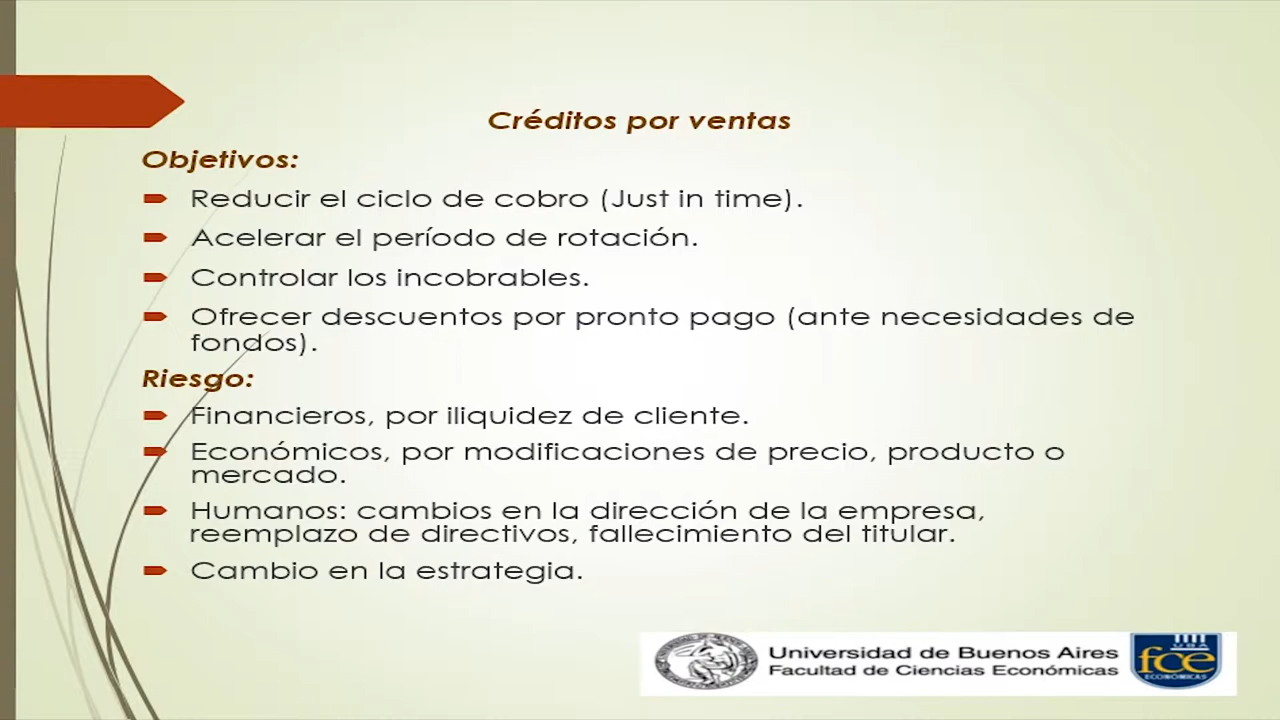 Créditos por ventas
Objetivos:
Reducir el ciclo de cobro (Just in time).
Acelerar el período de rotación.
Controlar los incobrables.
Ofrecer descuentos por pronto pago (ante necesidades de
fondos).
Riesgo:
Financieros, por iliquidez de cliente.
Económicos, por modificaciones de precio, producto o
mercado.
Humanos: cambios en la dirección de la empresa,
reemplazo de directivos, fallecimiento del titular.
Cambio en la estrategia.
Universidad de Buenos Aires
Facultad de Ciencias Económicas
UBA
fce
ECONÓMICAS